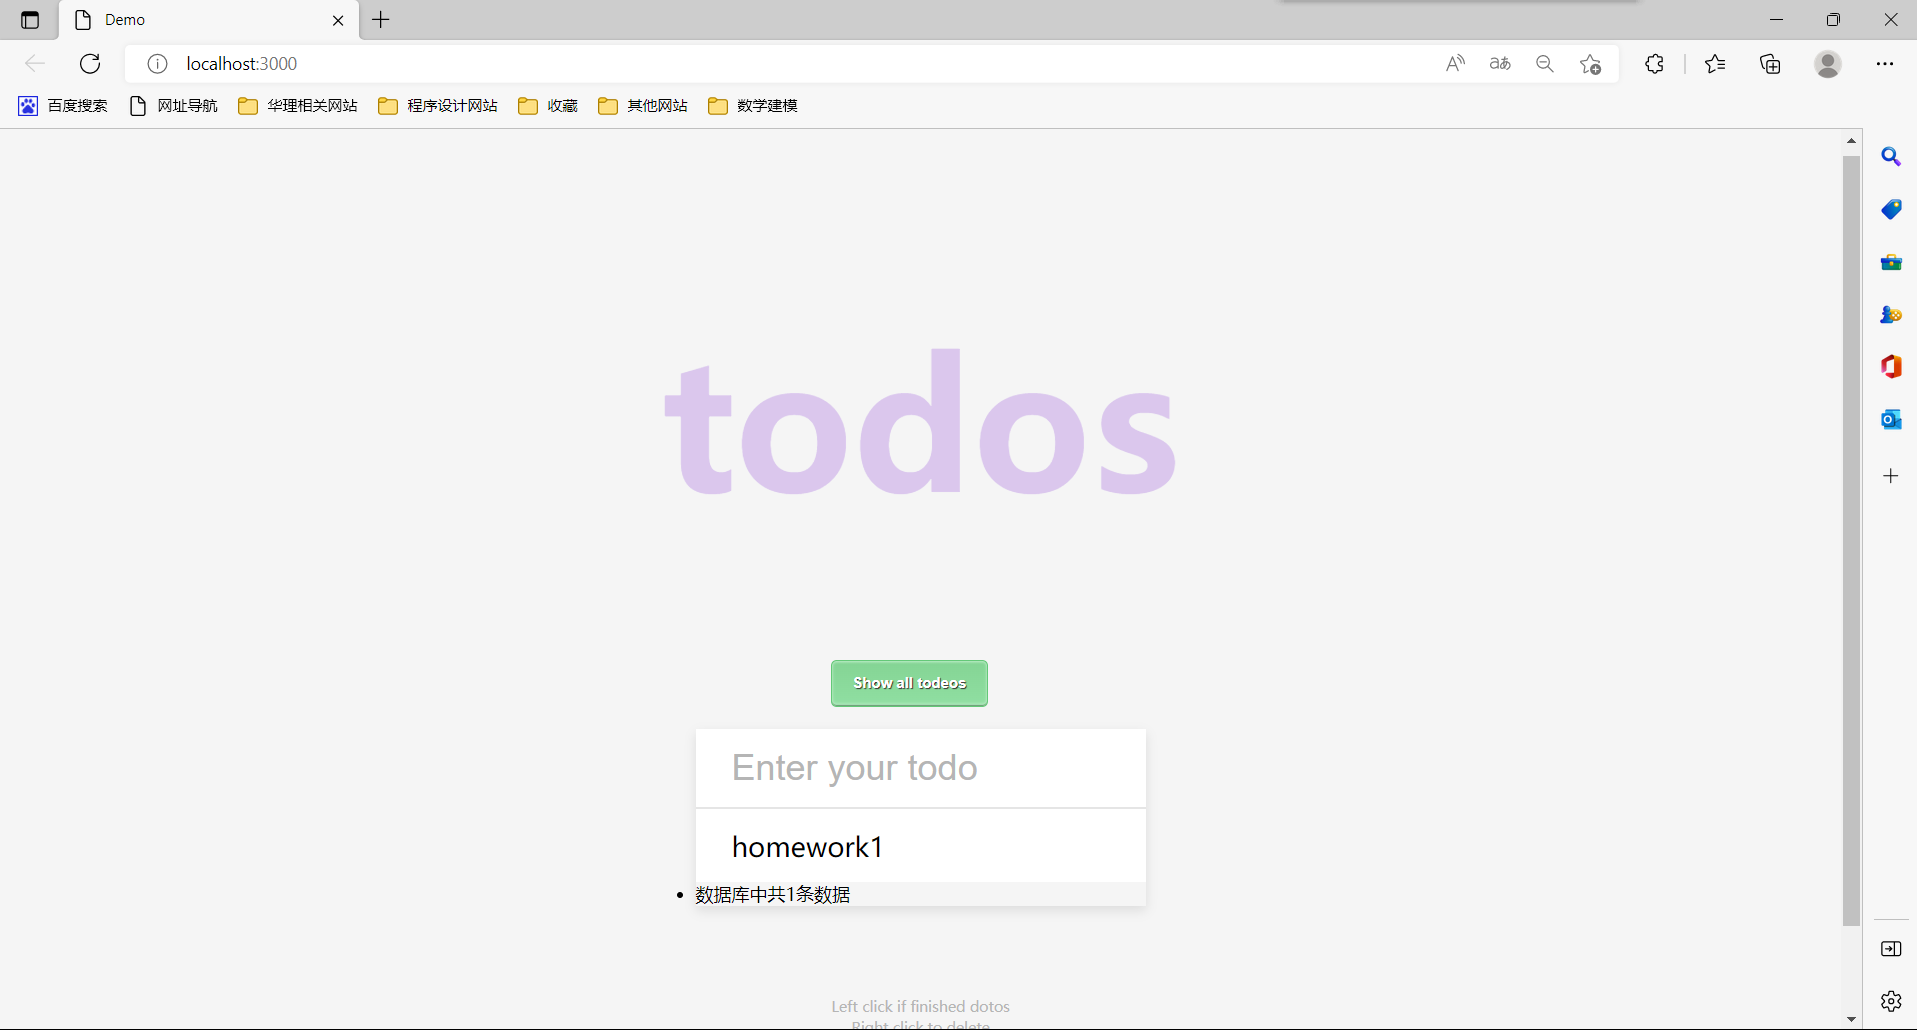 Demo
localhost:3000
百度搜索 网址导航 华理相关网站 程序设计网站 收藏 其他网站 数学建模
todos
Show all todeos
Enter your todo
homework1
数据库中共1条数据
Left click if finished dotos
Right click to delete